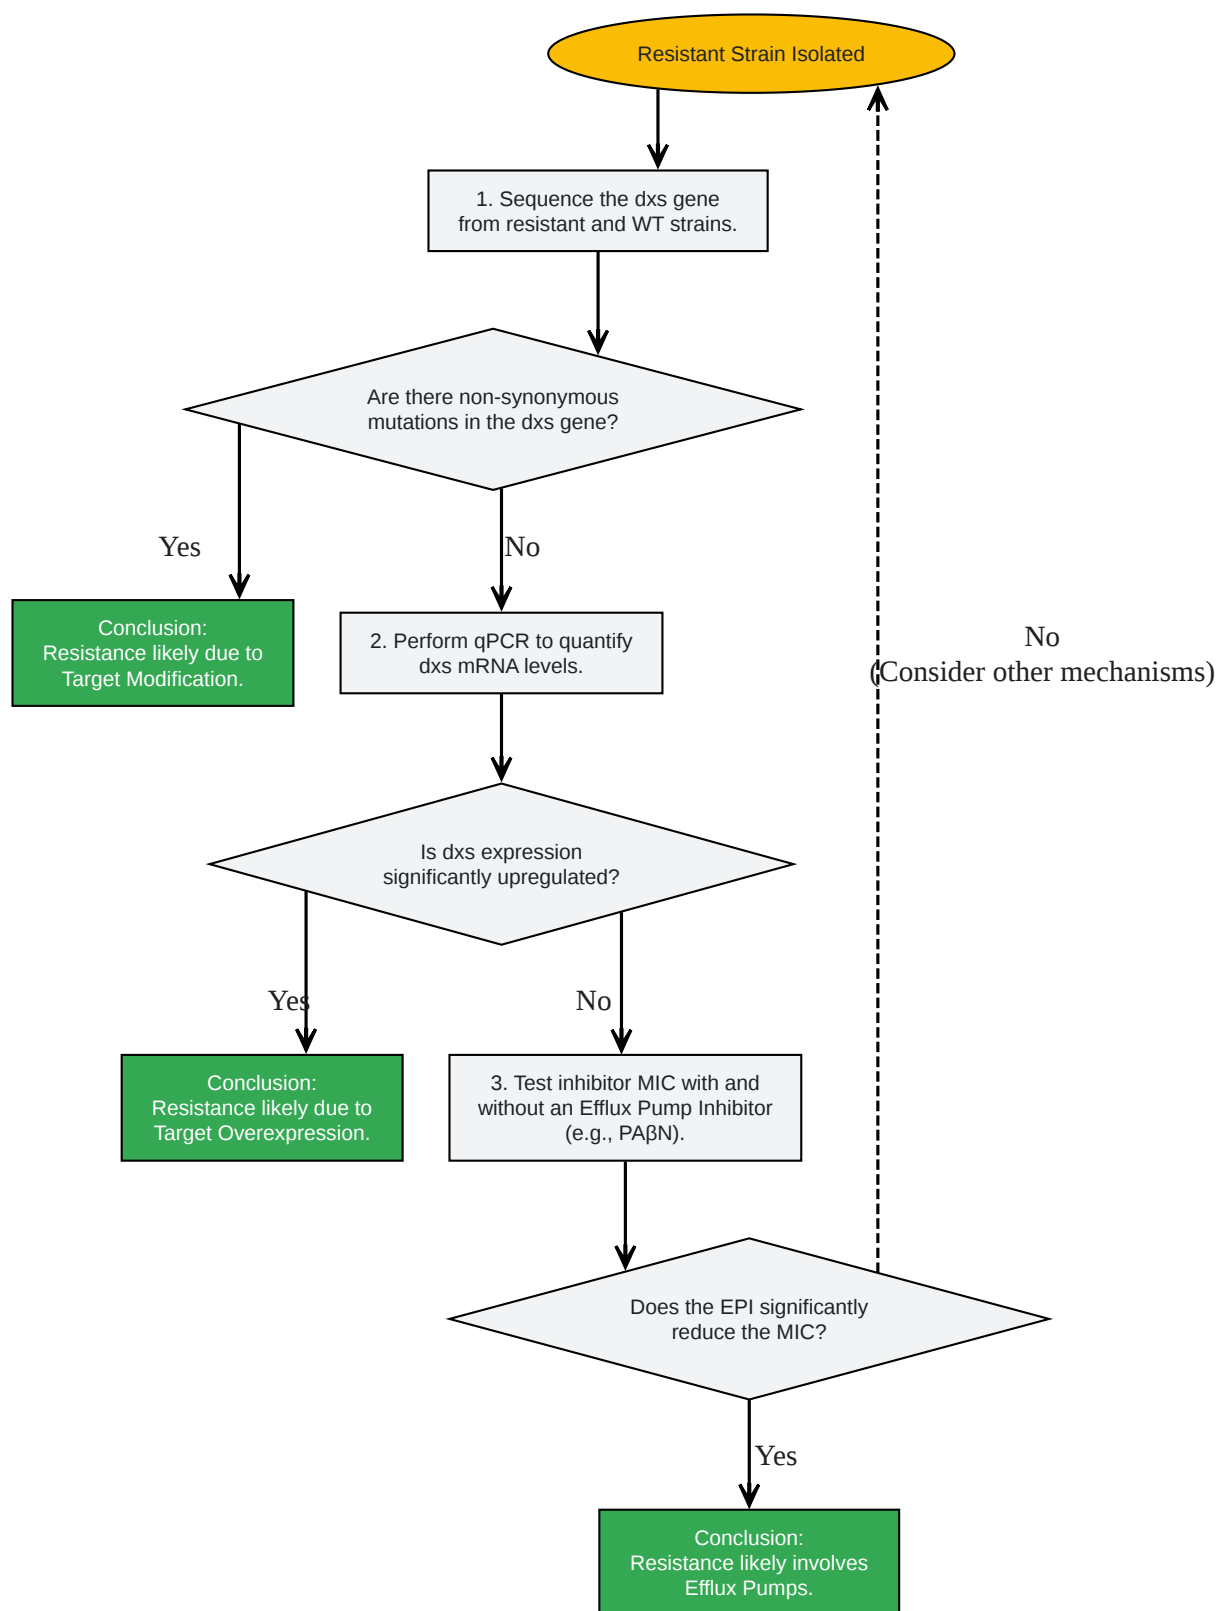 Resistant Strain Isolated
1. Sequence the dxs gene
from resistant and WT strains.
Are there non-synonymous
mutations in the dxs gene?
Yes
No
Conclusion:
Resistance likely due to
Target Modification.
2. Perform qPCR to quantify
dxs mRNA levels.
No
(Consider other mechanisms)
Is dxs expression
significantly upregulated?
Yes
No
Conclusion:
Resistance likely due to
Target Overexpression.
3. Test inhibitor MIC with and
without an Efflux Pump Inhibitor
(e.g., PAβN).
Does the EPI significantly
reduce the MIC?
Yes
Conclusion:
Resistance likely involves
Efflux Pumps.